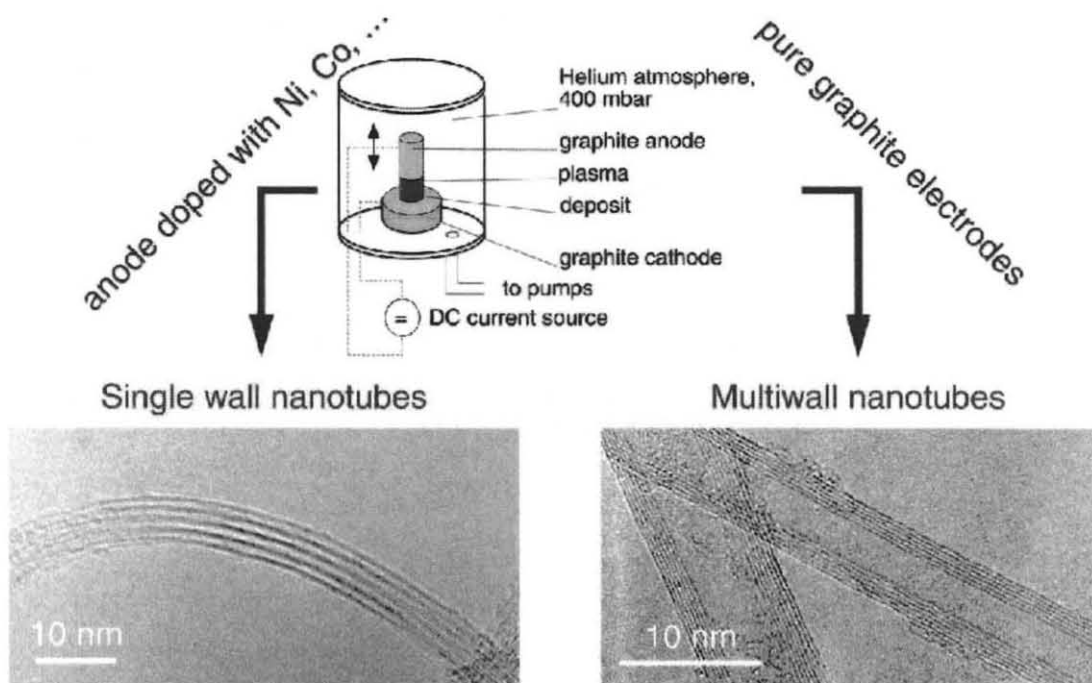 anode doped with Ni, Co, ...
Helium atmosphere,
400 mbar
graphite anode
plasma
deposit
graphite cathode
to pumps
= DC current source
pure graphite electrodes
Single wall nanotubes
Multiwall nanotubes
10 nm
10 nm